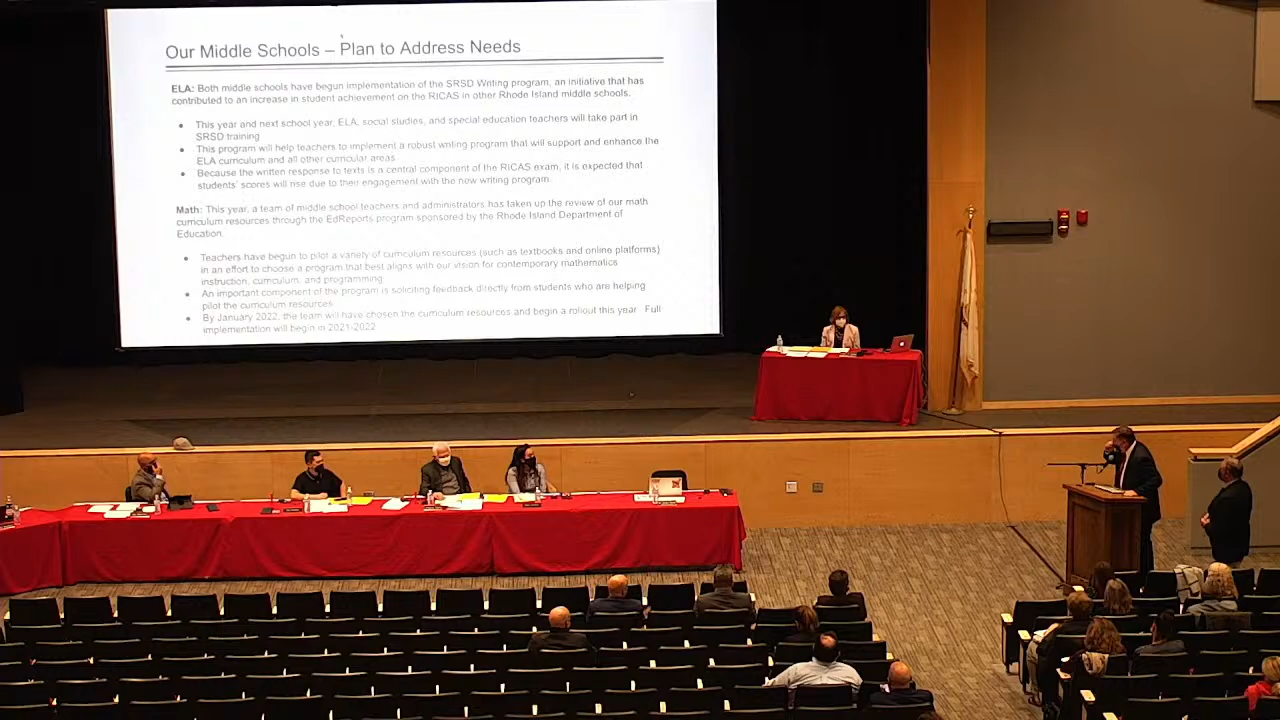 Our Middle Schools – Plan to Address Needs
ELA: Both middle schools have begun implementation of the SRSD Writing program, an initiative that has
contributed to an increase in student achievement on the RICAS in other Rhode Island middle schools.
• This year and next school year, ELA, social studies, and special education teachers will take part in
SRSD training
• This program will help teachers to implement a robust writing program that will support and enhance the
ELA curriculum and all other curricular areas
• Because the written response to texts is a central component of the RICAS exam, it is expected that
students' scores will rise due to their engagement with the new writing program.
Math: This year, a team of middle school teachers and administrators has taken up the review of our math
curriculum resources through the EdReports program sponsored by the Rhode Island Department of
Education.
• Teachers have begun to pilot a variety of curriculum resources (such as textbooks and online platforms)
in an effort to choose a program that best aligns with our vision for contemporary mathematics
instruction, curriculum, and programming
• An important component of the program is soliciting feedback directly from students who are helping
pilot the curriculum resources
• By January 2022, the team will have chosen the curriculum resources and begin a rollout this year. Full
implementation will begin in 2021-2022